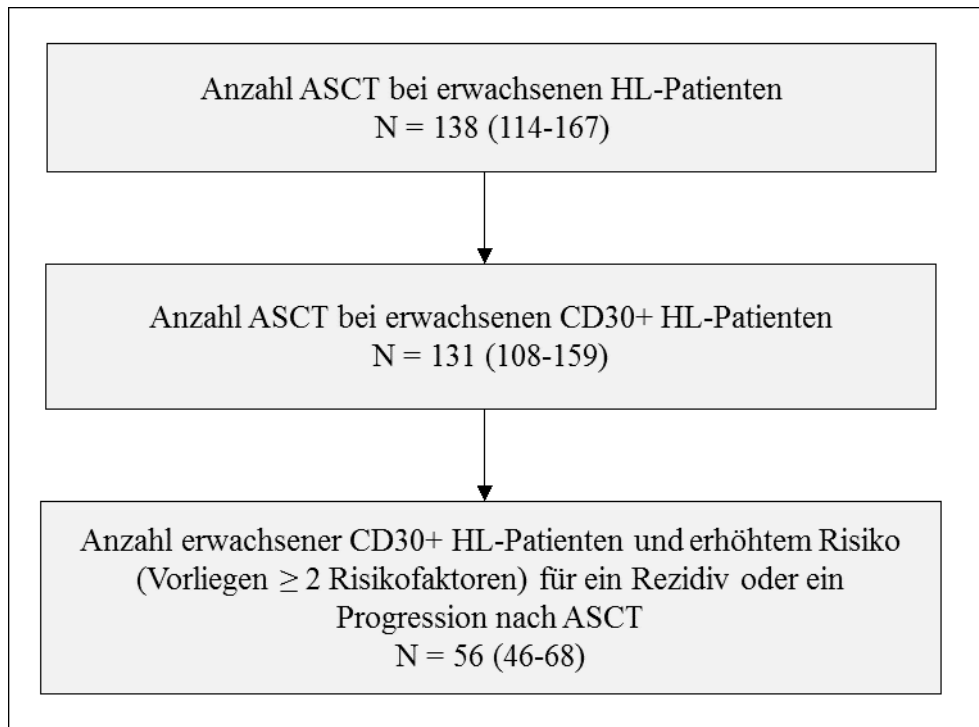 Anzahl ASCT bei erwachsenen HL-Patienten
N = 138 (114-167)
Anzahl ASCT bei erwachsenen CD30+ HL-Patienten
N = 131 (108-159)
Anzahl erwachsener CD30+ HL-Patienten und erhöhtem Risiko
(Vorliegen ≥ 2 Risikofaktoren) für ein Rezidiv oder ein
Progression nach ASCT
N = 56 (46-68)